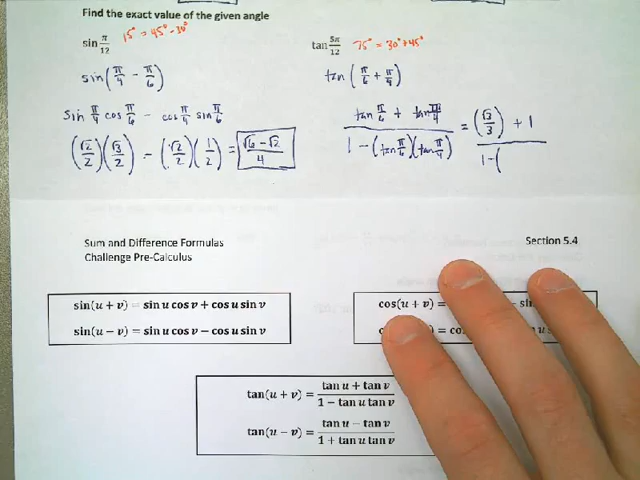 Find the exact value of the given angle
sin π/12 15° = 45° - 30°
tan 5π/12 75° = 30° + 45°
sin(π/4 - π/6)
tan(π/6 + π/4)
sin π/4 cos π/6 - cos π/4 sin π/6
(√2/2)(√3/2) - (√2/2)(1/2) = (√6 - √2)/4
(tan π/6 + tan π/4)/(1 - (tan π/6)(tan π/4)) = ((√3/3) + 1)/(1 - (
Sum and Difference Formulas
Section 5.4
Challenge Pre-Calculus
sin(u + v) = sin u cos v + cos u sin v
sin(u − v) = sin u cos v − cos u sin v
cos(u + v) =
tan(u + v) = (tan u + tan v)/(1 − tan u tan v)
tan(u − v) = (tan u − tan v)/(1 + tan u tan v)